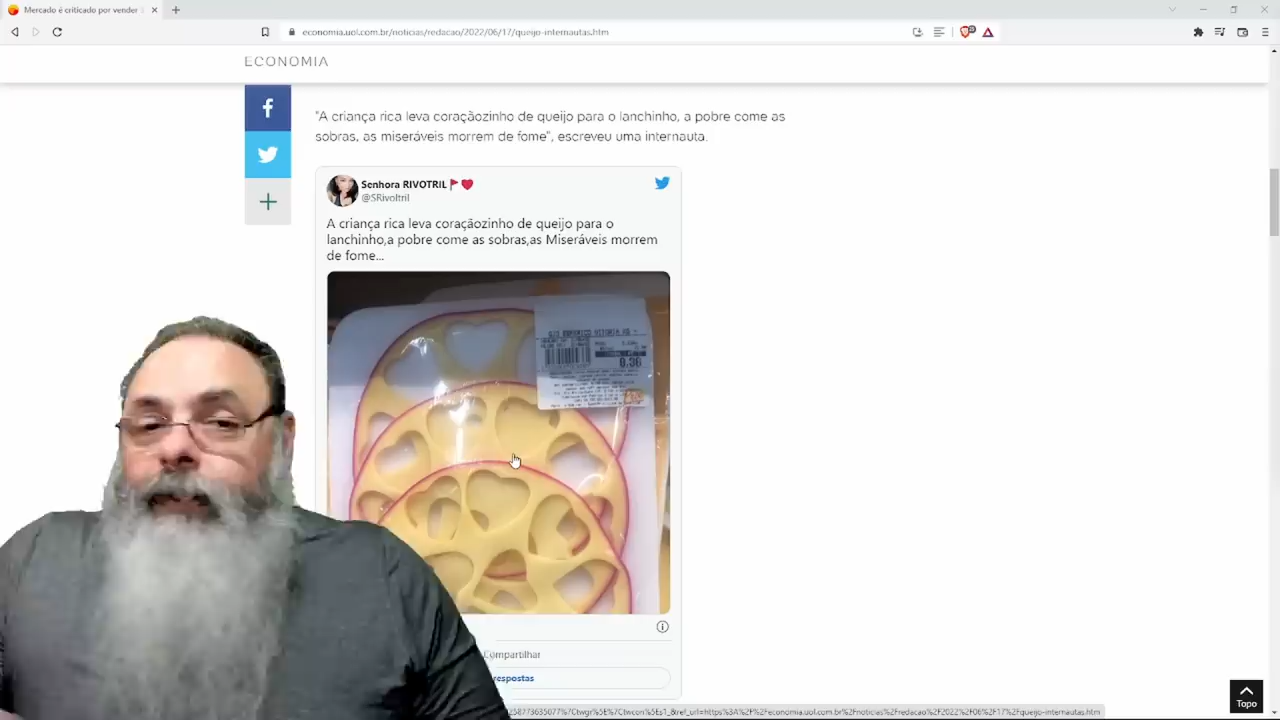 Mercado é criticado por vender
economia.uol.com.br/noticias/redacao/2022/06/17/queijo-internautas.htm
ECONOMIA
"A criança rica leva coraçãozinho de queijo para o lanchinho, a pobre come as
sobras, as miseráveis morrem de fome", escreveu uma internauta.
Senhora RIVOTRIL
@SRivoltril
A criança rica leva coraçãozinho de queijo para o
lanchinho,a pobre come as sobras,as Miseráveis morrem
de fome...
8.36
Compartilhar
respostas
Topo